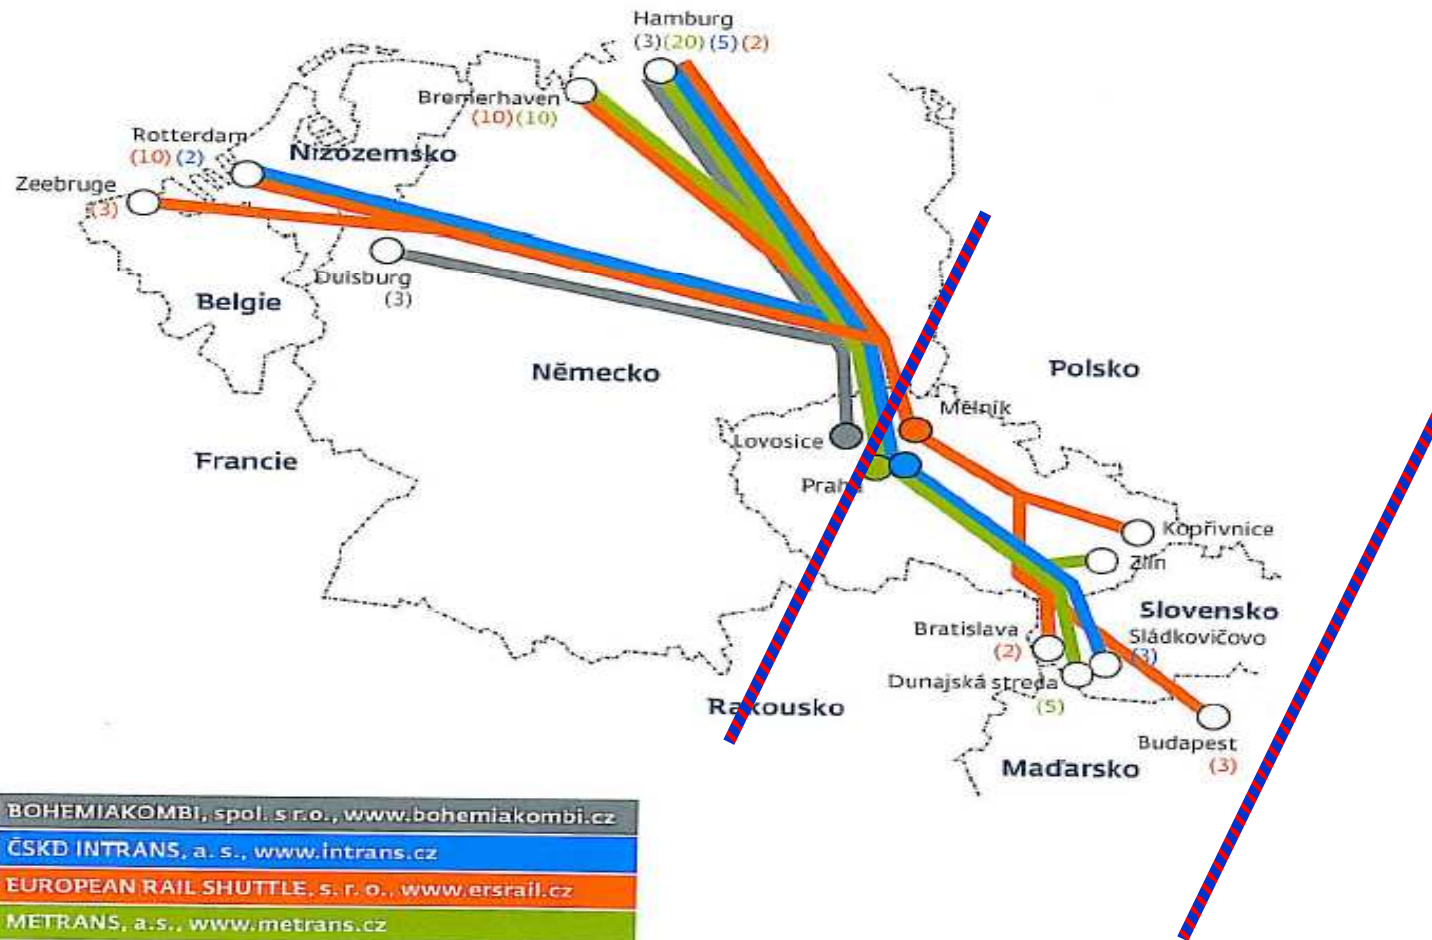 Hamburg
(3)(20)(5)(2)
Bremerhaven
(10)(10)
Rotterdam
(10)(2)
Nizozemsko
Zeebruge
(3)
Duisburg
(3)
Belgie
Německo
Polsko
Mělník
Lovosice
Francie
Praha
Kopřivnice
Zlín
Slovensko
Bratislava
(2)
Sládkovičovo
(3)
Dunajská streda
(5)
Rakousko
Budapest
(3)
Maďarsko
BOHEMIAKOMBI, spol. s r.o., www.bohemiakombi.cz
ČSKD INTRANS, a. s., www.intrans.cz
EUROPEAN RAIL SHUTTLE, s. r. o., www.ersrail.cz
METRANS, a.s., www.metrans.cz